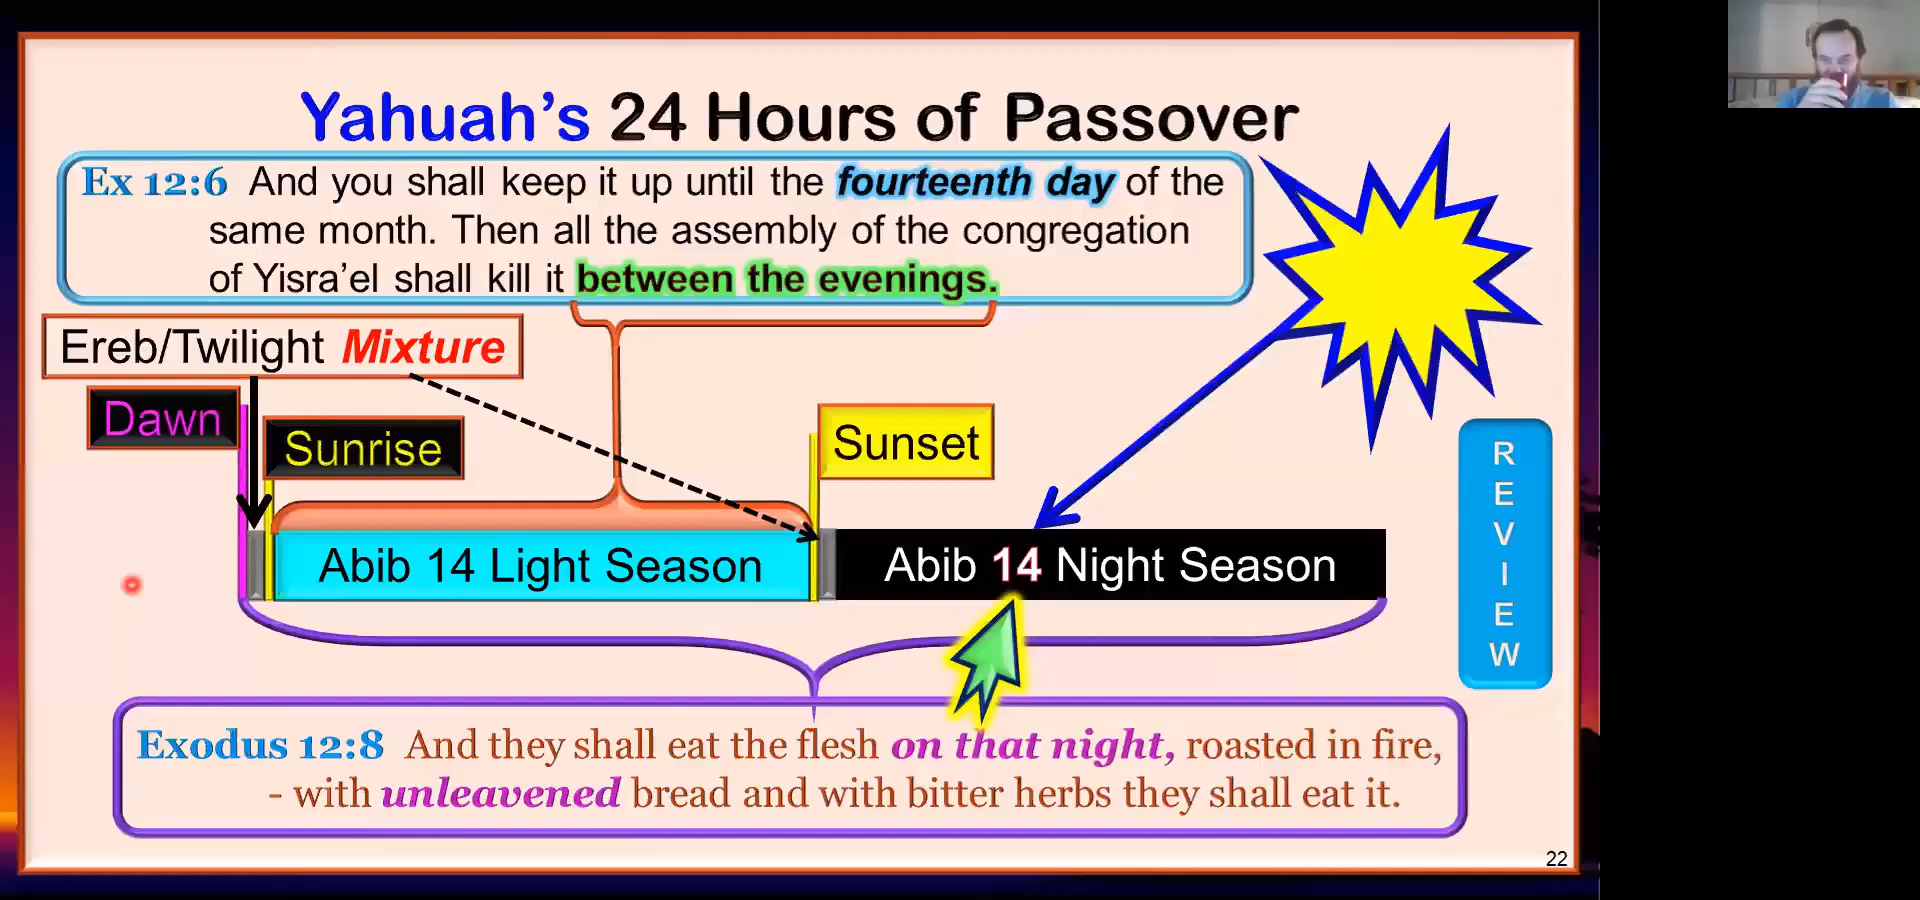 Yahuah's 24 Hours of Passover
Ex 12:6 And you shall keep it up until the fourteenth day of the
same month. Then all the assembly of the congregation
of Yisra'el shall kill it between the evenings.
Ereb/Twilight Mixture
Dawn
Sunrise
Sunset
Abib 14 Light Season
Abib 14 Night Season
REVIEW
Exodus 12:8 And they shall eat the flesh on that night, roasted in fire,
- with unleavened bread and with bitter herbs they shall eat it.
22